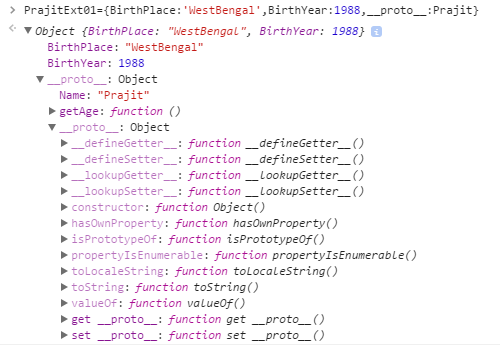 > PrajitExt01={BirthPlace:'WestBengal',BirthYear:1988,__proto__:Prajit}
Object {BirthPlace: "WestBengal", BirthYear: 1988} i
BirthPlace: "WestBengal"
BirthYear: 1988
__proto__: Object
Name: "Prajit"
getAge: function ()
__proto__: Object
__defineGetter__: function __defineGetter__()
__defineSetter__: function __defineSetter__()
__lookupGetter__: function __lookupGetter__()
__lookupSetter__: function __lookupSetter__()
constructor: function Object()
hasOwnProperty: function hasOwnProperty()
isPrototypeOf: function isPrototypeOf()
propertyIsEnumerable: function propertyIsEnumerable()
toLocaleString: function toLocaleString()
toString: function toString()
valueOf: function valueOf()
get __proto__: function get __proto__()
set __proto__: function set __proto__()